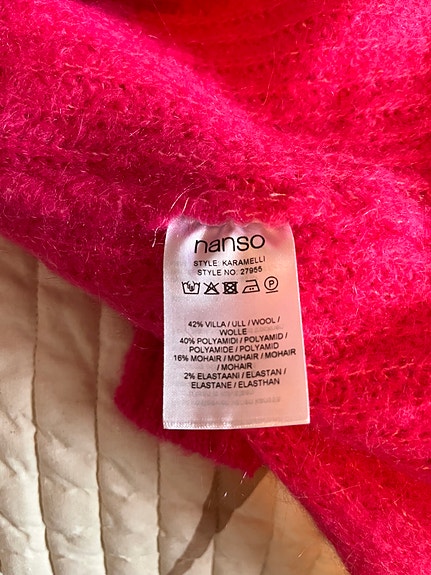 nanso
STYLE: KARAMELLI
STYLE NO. 27955
42% VILLA / ULL / WOOL /
WOLLE
40% POLYAMIDI / POLYAMID /
POLYAMIDE / POLYAMID
16% MOHAIR / MOHAIR / MOHAIR
/ MOHAIR
2% ELASTAANI / ELASTAN /
ELASTANE / ELASTHAN